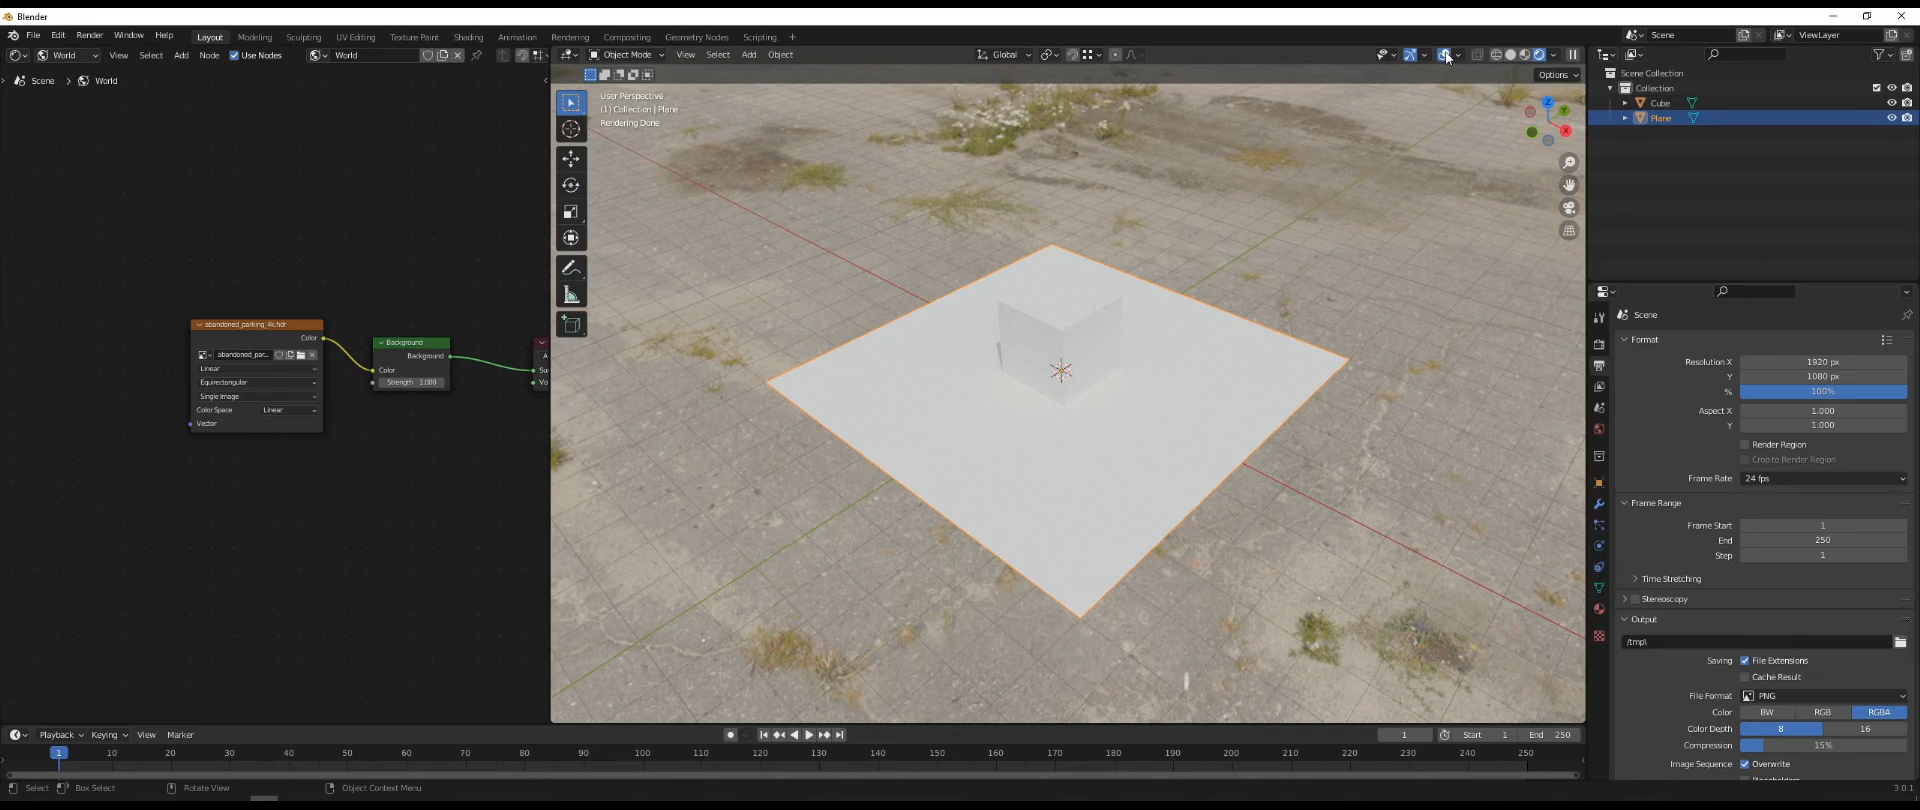 Blender
File Edit Render Window Help Layout Modeling Sculpting UV Editing Texture Paint Shading Animation Rendering Compositing Geometry Nodes Scripting + Scene ViewLayer
World View Select Add Node Use Nodes World Object Mode View Select Add Object Global
Options
Scene > World
User Perspective
(1) Collection | Plane
Rendering Done
Z
Y
X
Scene Collection
Collection
Cube
Plane
abandoned_parking_4k.hdr
Color
abandoned_par...
Linear
Equirectangular
Single Image
Color Space Linear
Vector
Background
Background
Color
Strength 1.000
A
Su
Vo
Scene
Format
Resolution X 1920 px
Y 1080 px
% 100%
Aspect X 1.000
Y 1.000
Render Region
Crop to Render Region
Frame Rate 24 fps
Frame Range
Frame Start 1
End 250
Step 1
Time Stretching
Stereoscopy
Output
/tmp\
Saving File Extensions
Cache Result
File Format PNG
Color BW RGB RGBA
Color Depth 8 16
Compression 15%
Image Sequence Overwrite
Placeholders
Playback Keying View Marker 1 Start 1 End 250
1 10 20 30 40 50 60 70 80 90 100 110 120 130 140 150 160 170 180 190 200 210 220 230 240 250
Select Box Select Rotate View Object Context Menu 3.0.1